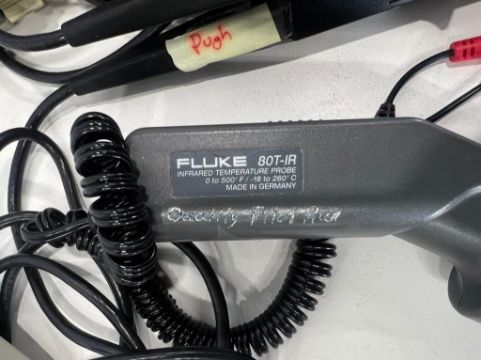 Pugh
FLUKE 80T-IR
INFRARED TEMPERATURE PROBE
0 to 500° F / -18 to 260° C
MADE IN GERMANY